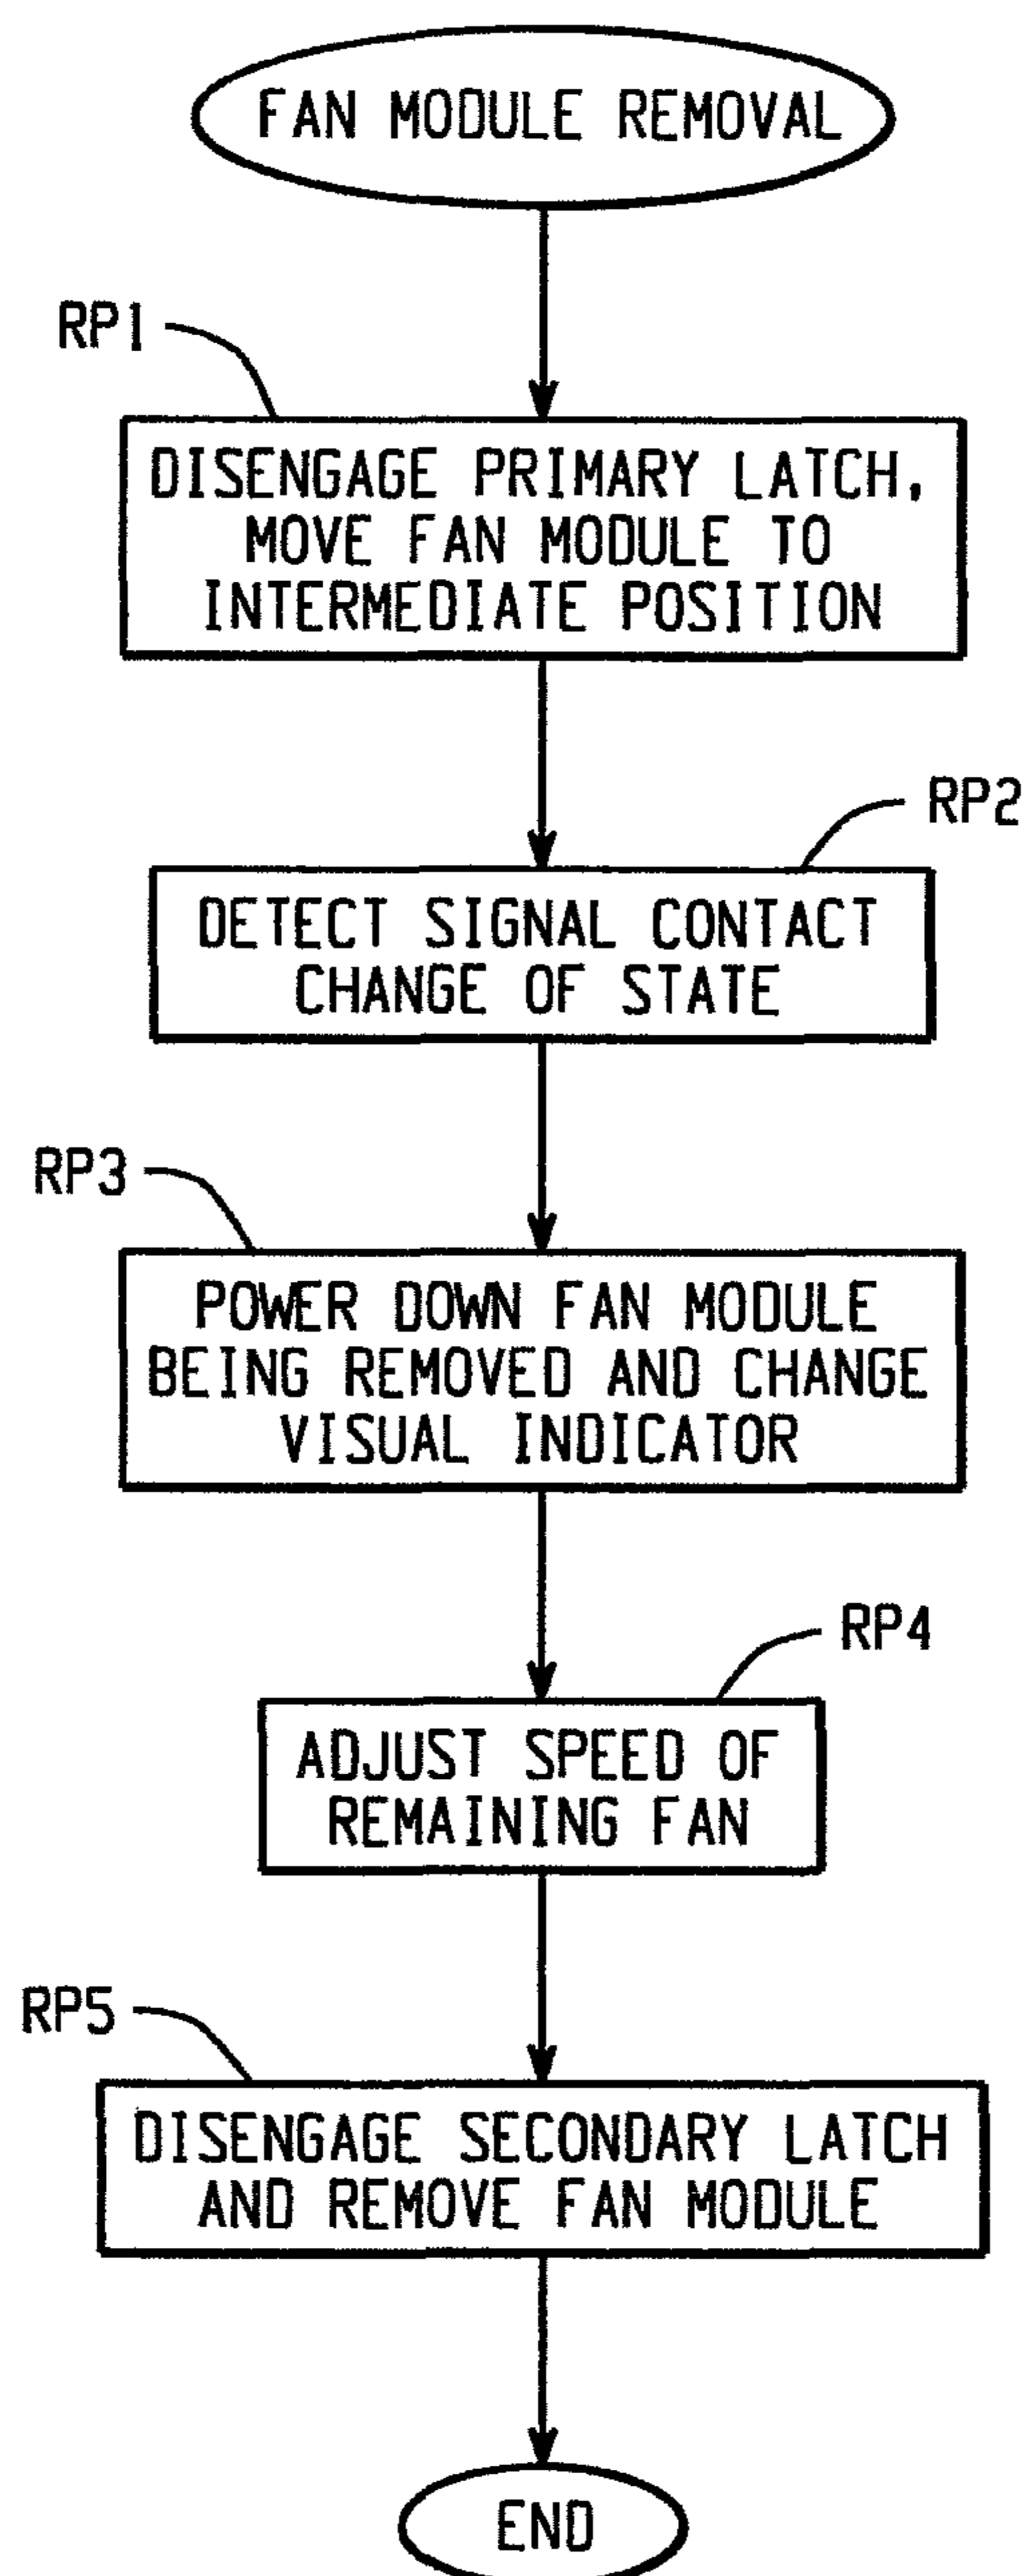 FAN MODULE REMOVAL
RP1
DISENGAGE PRIMARY LATCH,
MOVE FAN MODULE TO
INTERMEDIATE POSITION
RP2
DETECT SIGNAL CONTACT
CHANGE OF STATE
RP3
POWER DOWN FAN MODULE
BEING REMOVED AND CHANGE
VISUAL INDICATOR
RP4
ADJUST SPEED OF
REMAINING FAN
RP5
DISENGAGE SECONDARY LATCH
AND REMOVE FAN MODULE
END